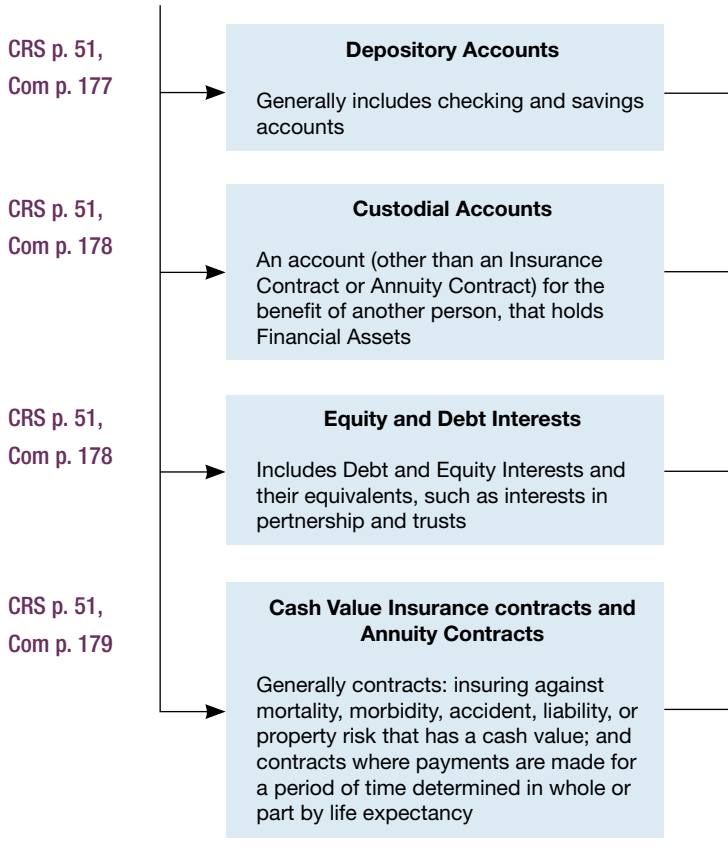 CRS p. 51,
Com p. 177
Depository Accounts
Generally includes checking and savings
accounts
CRS p. 51,
Com p. 178
Custodial Accounts
An account (other than an Insurance
Contract or Annuity Contract) for the
benefit of another person, that holds
Financial Assets
CRS p. 51,
Com p. 178
Equity and Debt Interests
Includes Debt and Equity Interests and
their equivalents, such as interests in
pertnership and trusts
CRS p. 51,
Com p. 179
Cash Value Insurance contracts and
Annuity Contracts
Generally contracts: insuring against
mortality, morbidity, accident, liability, or
property risk that has a cash value; and
contracts where payments are made for
a period of time determined in whole or
part by life expectancy